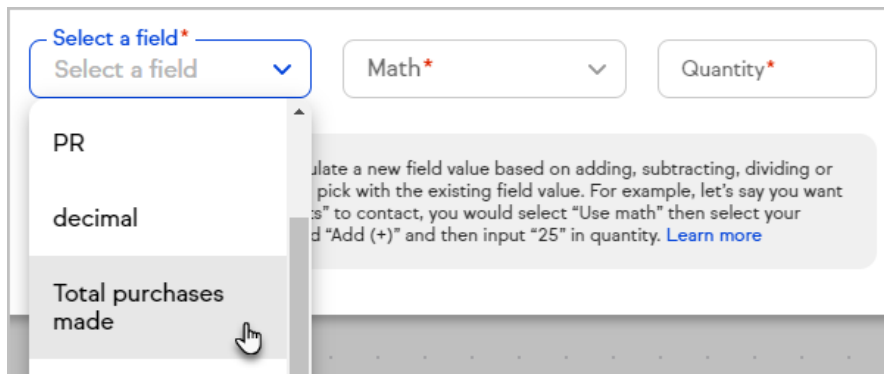 Select a field*
Select a field
Math*
Quantity*
PR
decimal
Total purchases
made
ulate a new field value based on adding, subtracting, dividing or
pick with the existing field value. For example, let's say you want
ts" to contact, you would select “Use math” then select your
d “Add (+)” and then input “25” in quantity. Learn more